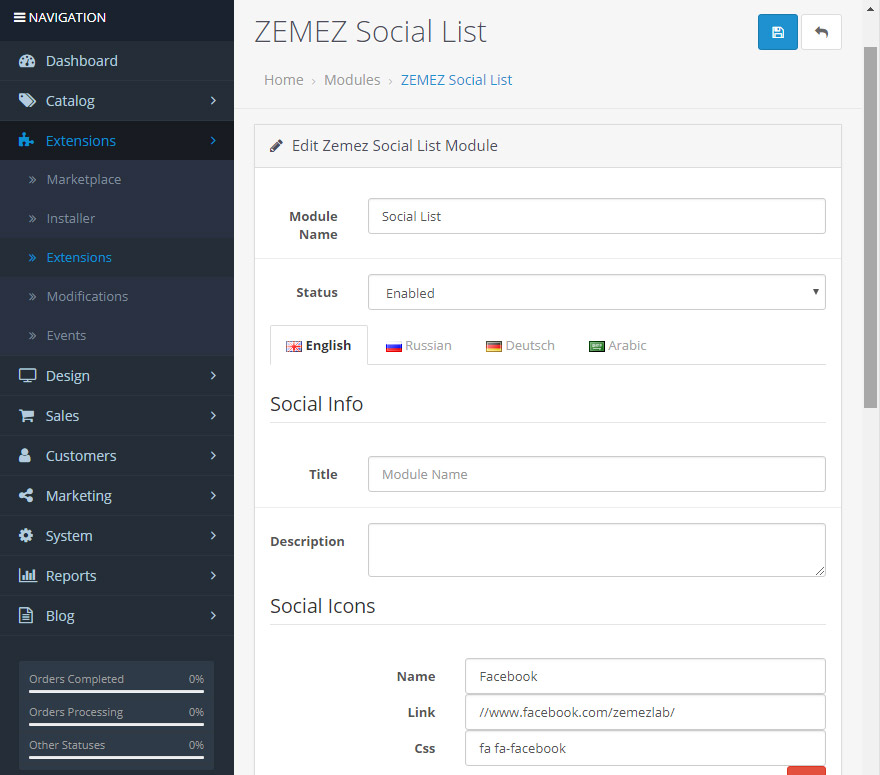 NAVIGATION
Dashboard
Catalog
Extensions
Marketplace
Installer
Extensions
Modifications
Events
Design
Sales
Customers
Marketing
System
Reports
Blog
Orders Completed 0%
Orders Processing 0%
Other Statuses 0%
ZEMEZ Social List
Home › Modules › ZEMEZ Social List
Edit Zemez Social List Module
Module
Name
Social List
Status Enabled
English Russian Deutsch Arabic
Social Info
Title Module Name
Description
Social Icons
Name Facebook
Link //www.facebook.com/zemezlab/
Css fa fa-facebook